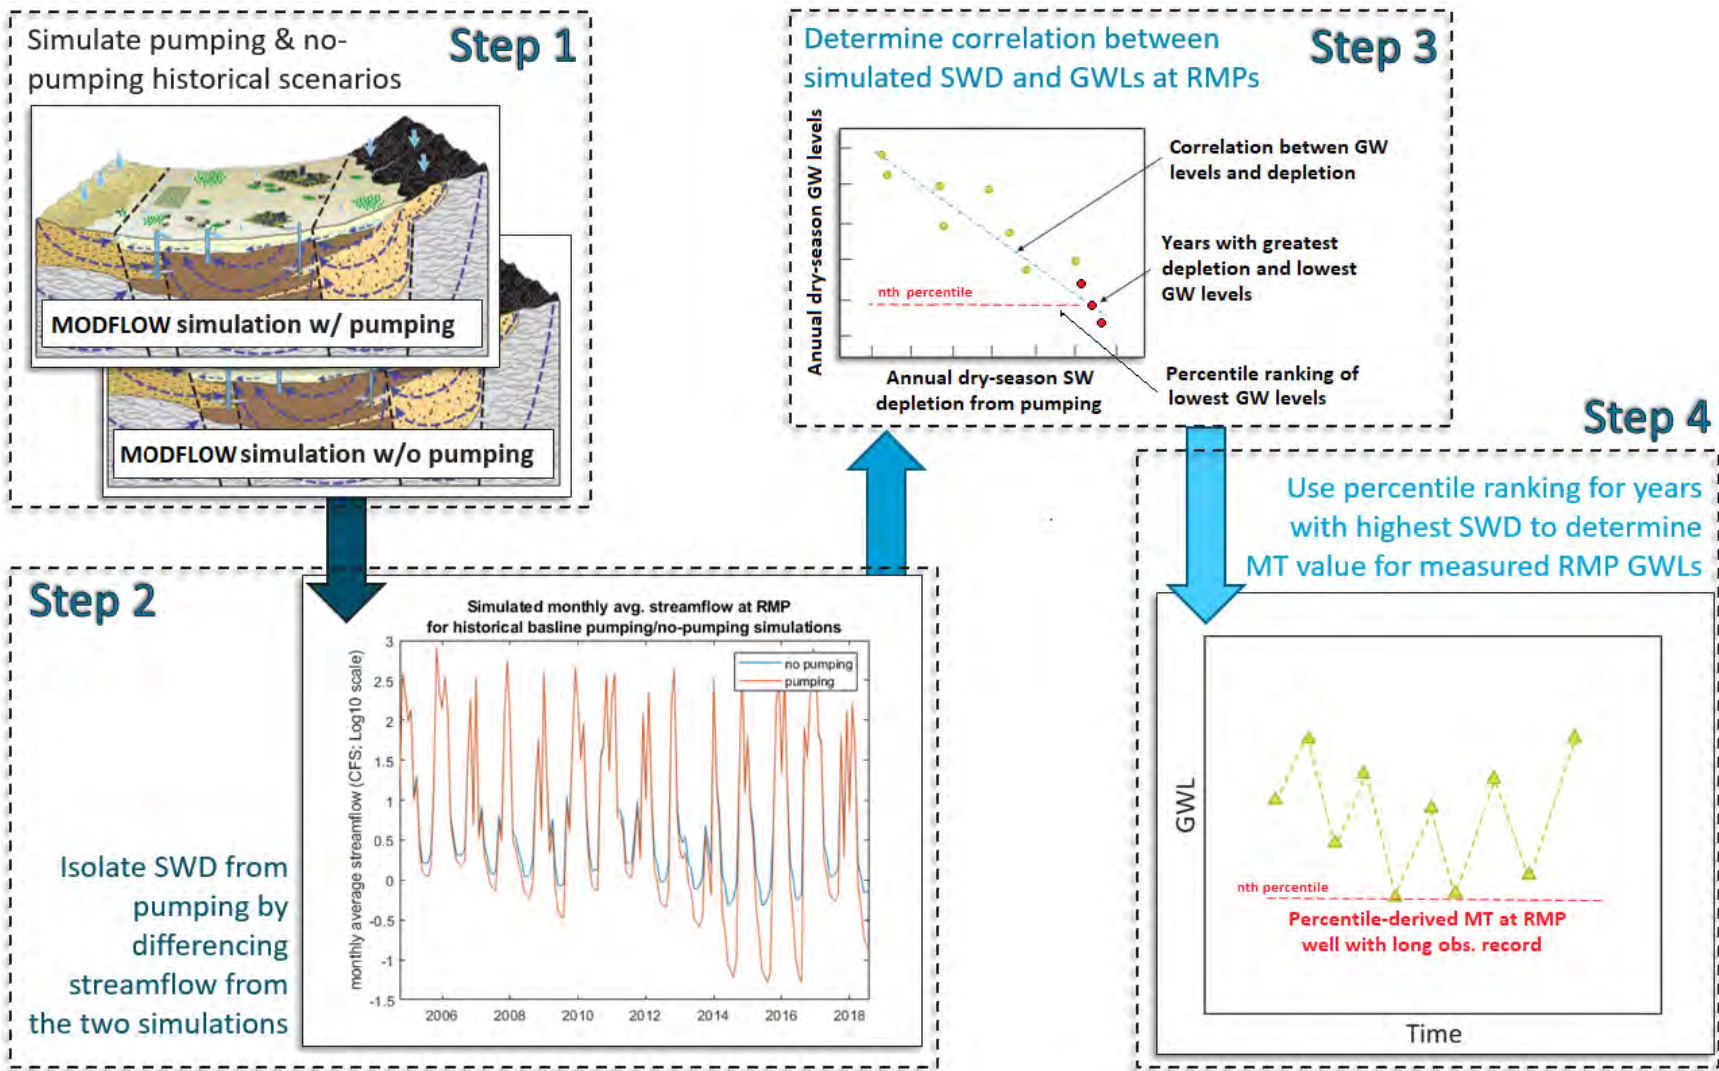 Step 1
Simulate pumping & no-
pumping historical scenarios
MODFLOW simulation w/ pumping
MODFLOW simulation w/o pumping
Step 2
Isolate SWD from
pumping by
differencing
streamflow from
the two simulations
Simulated monthly avg. streamflow at RMP
for historical basline pumping/no-pumping simulations
no pumping
pumping
monthly average streamflow (CFS; Log10 scale)
3
2.5
2
1.5
1
0.5
0
-0.5
-1
-1.5
2006 2008 2010 2012 2014 2016 2018
Step 3
Determine correlation between
simulated SWD and GWLs at RMPs
Annual dry-season GW levels
Correlation betwen GW
levels and depletion
Years with greatest
depletion and lowest
GW levels
nth percentile
Percentile ranking of
lowest GW levels
Annual dry-season SW
depletion from pumping
Step 4
Use percentile ranking for years
with highest SWD to determine
MT value for measured RMP GWLs
GWL
nth percentile
Percentile-derived MT at RMP
well with long obs. record
Time